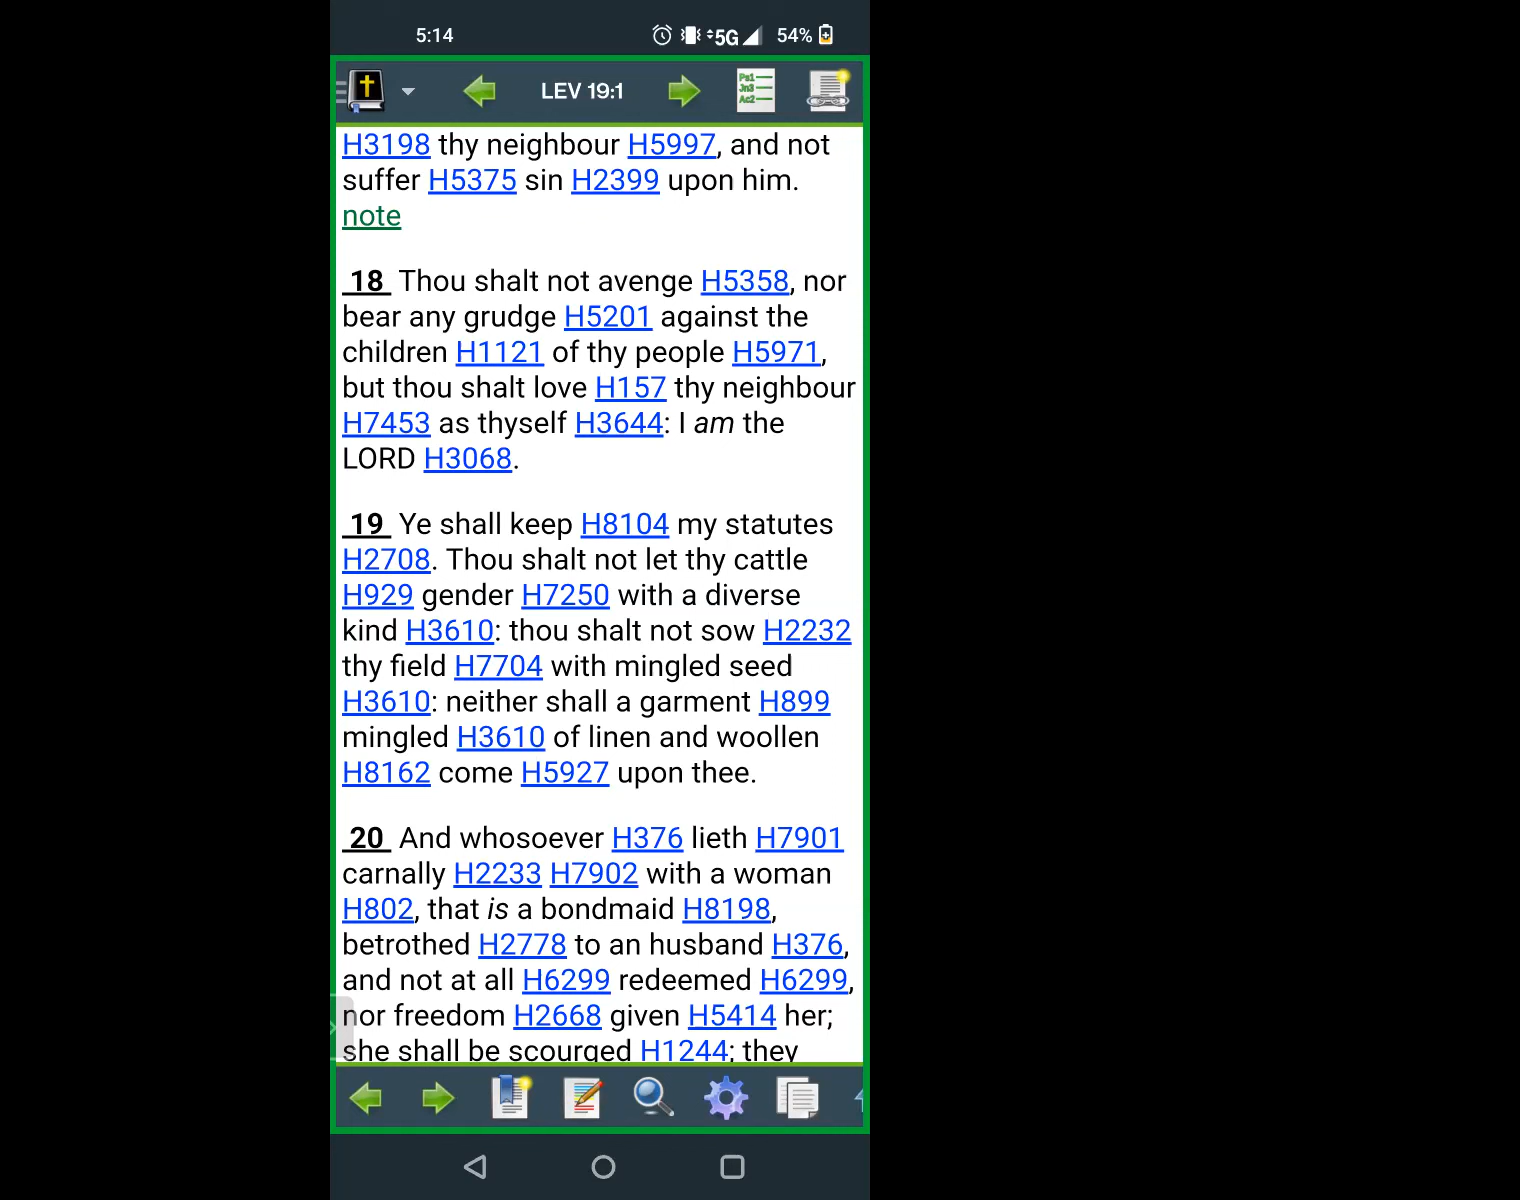 5:14
5G
54%
LEV 19:1
Ps1
Jn3
Ac2
H3198 thy neighbour H5997, and not
suffer H5375 sin H2399 upon him.
note
18 Thou shalt not avenge H5358, nor
bear any grudge H5201 against the
children H1121 of thy people H5971,
but thou shalt love H157 thy neighbour
H7453 as thyself H3644: I am the
LORD H3068.
19 Ye shall keep H8104 my statutes
H2708. Thou shalt not let thy cattle
H929 gender H7250 with a diverse
kind H3610: thou shalt not sow H2232
thy field H7704 with mingled seed
H3610: neither shall a garment H899
mingled H3610 of linen and woollen
H8162 come H5927 upon thee.
20 And whosoever H376 lieth H7901
carnally H2233 H7902 with a woman
H802, that is a bondmaid H8198,
betrothed H2778 to an husband H376,
and not at all H6299 redeemed H6299,
nor freedom H2668 given H5414 her;
she shall be scourged H1244; they